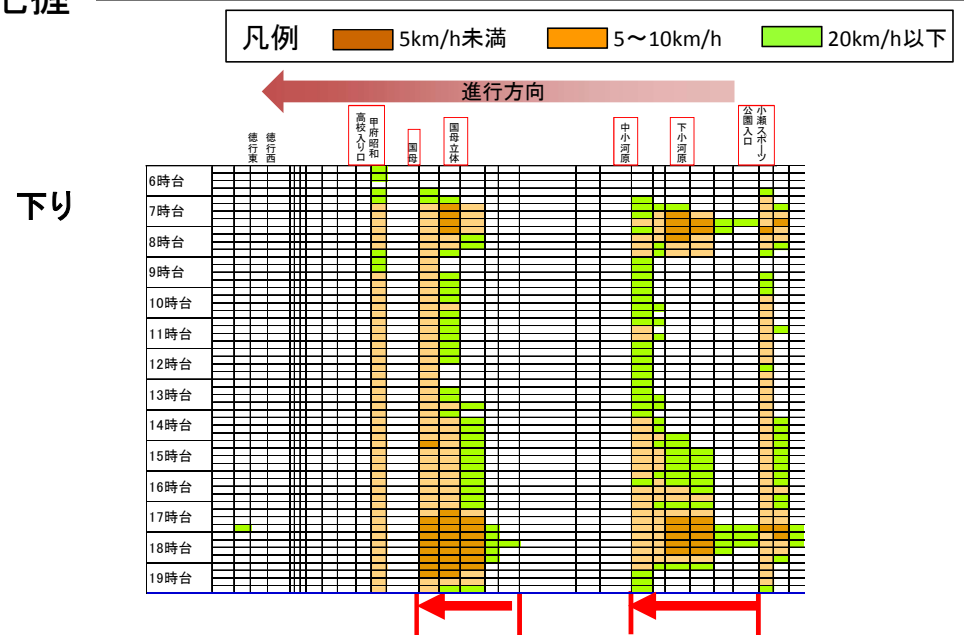 凡例 5km/h未満 5～10km/h 20km/h以下
進行方向
徳行東
徳行西
甲府昭和
高校入り口
国母
国母立体
中小河原
下小河原
小瀬スポーツ
公園入口
下り
6時台
7時台
8時台
9時台
10時台
11時台
12時台
13時台
14時台
15時台
16時台
17時台
18時台
19時台